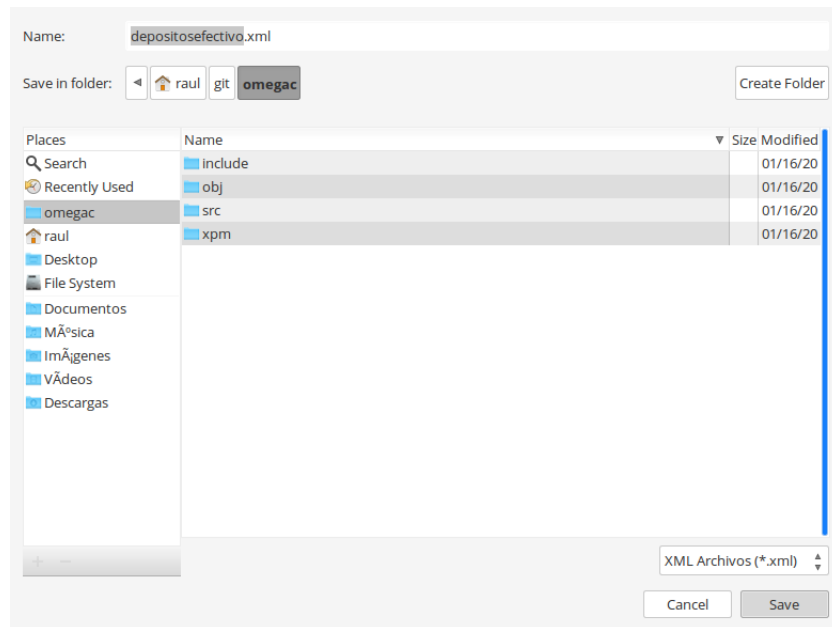 Name: depositosefectivo.xml
Save in folder: raul git omegac Create Folder
Places Name Size Modified
Search include 01/16/20
Recently Used obj 01/16/20
omegac src 01/16/20
raul xpm 01/16/20
Desktop
File System
Documentos
MÃºsica
ImÃ¡genes
VÃdeos
Descargas
XML Archivos (*.xml)
Cancel Save